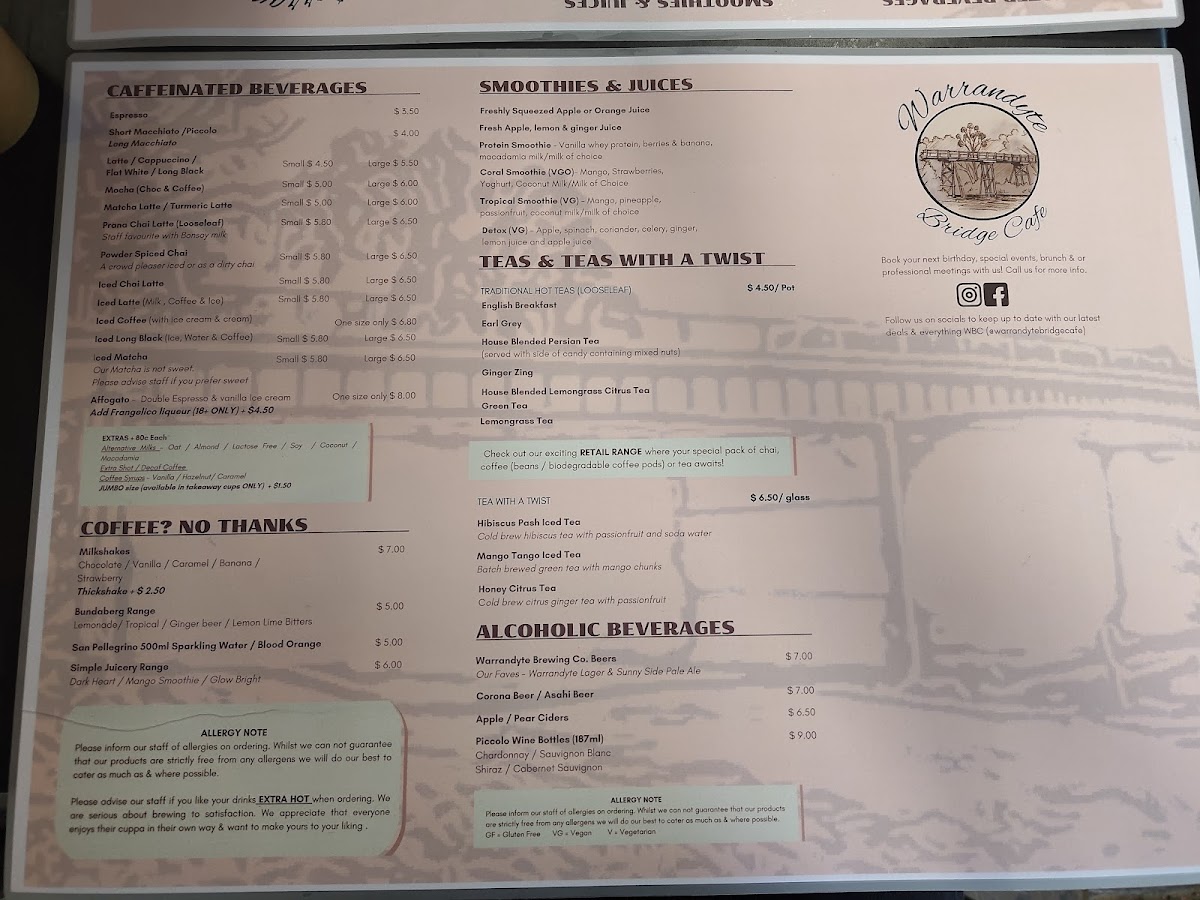 SMOOTHIES & JUICES
CAFFEINATED BEVERAGES
Espresso $ 3.50
Short Macchiato /Piccolo $ 4.00
Long Macchiato
Latte / Cappuccino / Small $ 4.50 Large $ 5.50
Flat White / Long Black
Mocha (Choc & Coffee) Small $ 5.00 Large $ 6.00
Matcha Latte / Turmeric Latte Small $ 5.00 Large $ 6.00
Prana Chai Latte (Looseleaf) Small $ 5.80 Large $ 6.50
Staff favourite with Bonsoy milk
Powder Spiced Chai Small $ 5.80 Large $ 6.50
A crowd pleaser iced or as a dirty chai
Iced Chai Latte Small $ 5.80 Large $ 6.50
Iced Latte (Milk , Coffee & Ice) Small $ 5.80 Large $ 6.50
Iced Coffee (with ice cream & cream) One size only $ 6.80
Iced Long Black (Ice, Water & Coffee) Small $ 5.80 Large $ 6.50
Iced Matcha Small $ 5.80 Large $ 6.50
Our Matcha is not sweet.
Please advise staff if you prefer sweet
Affogato - Double Espresso & vanilla Ice cream One size only $ 8.00
Add Frangelico liqueur (18+ ONLY) + $4.50
EXTRAS + 80c Each
Alternative Milks - Oat / Almond / Lactose Free / Soy / Coconut /
Macadamia
Extra Shot / Decaf Coffee
Coffee Syrups - Vanilla / Hazelnut/ Caramel
JUMBO size (available in takeaway cups ONLY) + $1.50
COFFEE? NO THANKS
Milkshakes $ 7.00
Chocolate / Vanilla / Caramel / Banana /
Strawberry
Thickshake + $ 2.50
Bundaberg Range $ 5.00
Lemonade/ Tropical / Ginger beer / Lemon Lime Bitters
San Pellegrino 500ml Sparkling Water / Blood Orange $ 5.00
Simple Juicery Range $ 6.00
Dark Heart / Mango Smoothie / Glow Bright
ALLERGY NOTE
Please inform our staff of allergies on ordering. Whilst we can not guarantee
that our products are strictly free from any allergens we will do our best to
cater as much as & where possible.
Please advise our staff if you like your drinks EXTRA HOT when ordering. We
are serious about brewing to satisfaction. We appreciate that everyone
enjoys their cuppa in their own way & want to make yours to your liking .
SMOOTHIES & JUICES
Freshly Squeezed Apple or Orange Juice
Fresh Apple, lemon & ginger Juice
Protein Smoothie - Vanilla whey protein, berries & banana,
macadamia milk/milk of choice
Coral Smoothie (VGO)- Mango, Strawberries,
Yoghurt, Coconut Milk/Milk of Choice
Tropical Smoothie (VG) - Mango, pineapple,
passionfruit, coconut milk/milk of choice
Detox (VG) - Apple, spinach, coriander, celery, ginger,
lemon juice and apple juice
TEAS & TEAS WITH A TWIST
TRADITIONAL HOT TEAS (LOOSELEAF) $ 4.50/ Pot
English Breakfast
Earl Grey
House Blended Persian Tea
(served with side of candy containing mixed nuts)
Ginger Zing
House Blended Lemongrass Citrus Tea
Green Tea
Lemongrass Tea
Check out our exciting RETAIL RANGE where your special pack of chai,
coffee (beans / biodegradable coffee pods) or tea awaits!
TEA WITH A TWIST $ 6.50/ glass
Hibiscus Pash Iced Tea
Cold brew hibiscus tea with passionfruit and soda water
Mango Tango Iced Tea
Batch brewed green tea with mango chunks
Honey Citrus Tea
Cold brew citrus ginger tea with passionfruit
ALCOHOLIC BEVERAGES
Warrandyte Brewing Co. Beers $ 7.00
Our Faves - Warrandyte Lager & Sunny Side Pale Ale
Corona Beer / Asahi Beer $ 7.00
Apple / Pear Ciders $ 6.50
Piccolo Wine Bottles (187ml) $ 9.00
Chardonnay / Sauvignon Blanc
Shiraz / Cabernet Sauvignon
ALLERGY NOTE
Please inform our staff of allergies on ordering. Whilst we can not guarantee that our products
are strictly free from any allergens we will do our best to cater as much as & where possible.
GF = Gluten Free VG = Vegan V = Vegetarian
Warrandyte
Bridge Cafe
Book your next birthday, special events, brunch & or
professional meetings with us! Call us for more info.
Follow us on socials to keep up to date with our latest
deals & everything WBC (@warrandytebridgecafe)